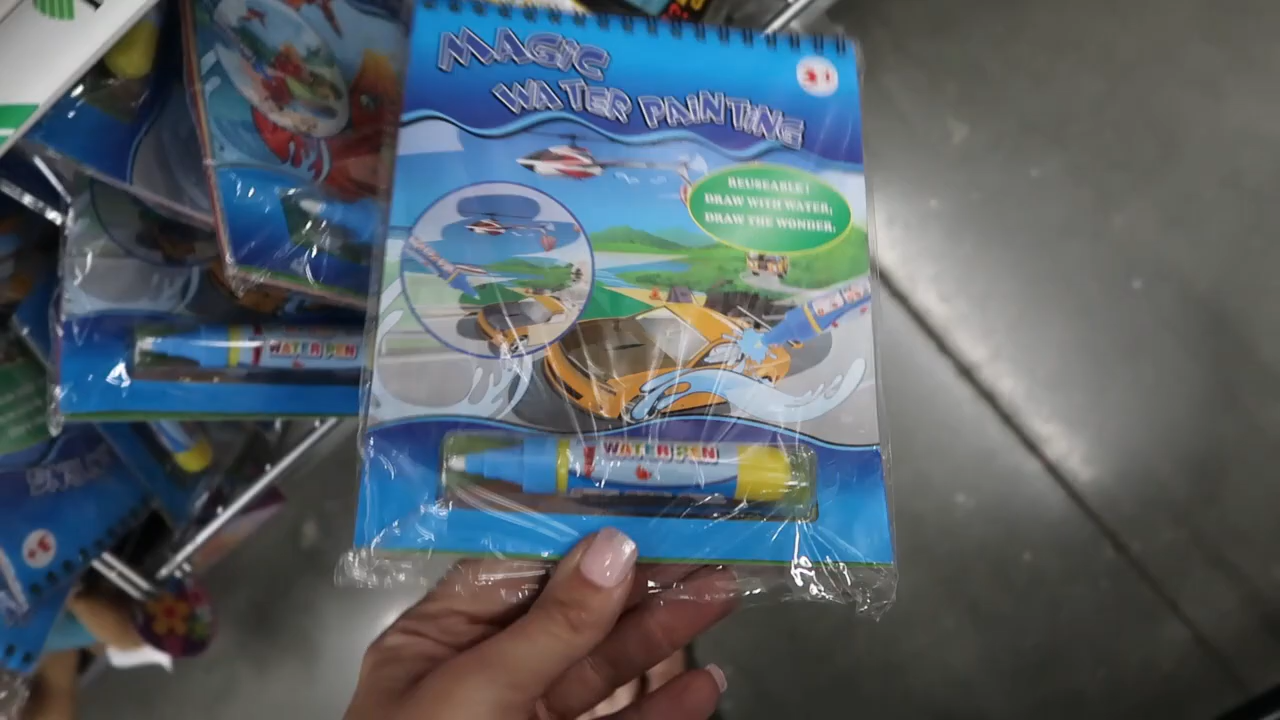 MAGIC
WATER PAINTING
REUSEABLE!
DRAW WITH WATER;
DRAW THE WONDER;
WATER PEN
WATER PEN